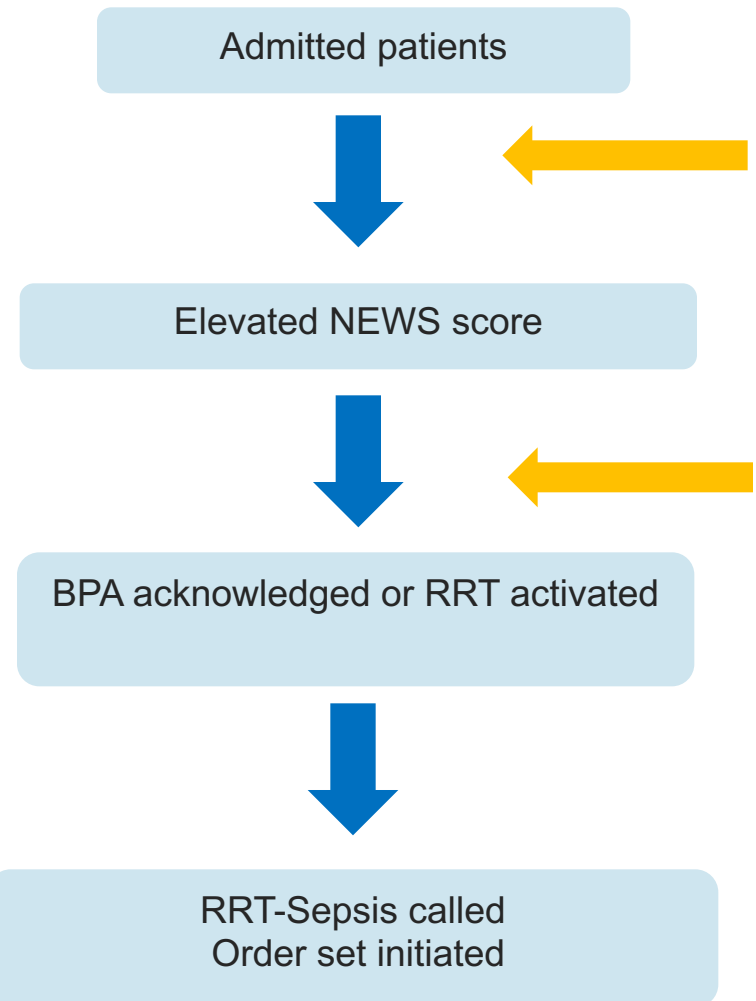 Admitted patients
Elevated NEWS score
BPA acknowledged or RRT activated
RRT-Sepsis called
Order set initiated